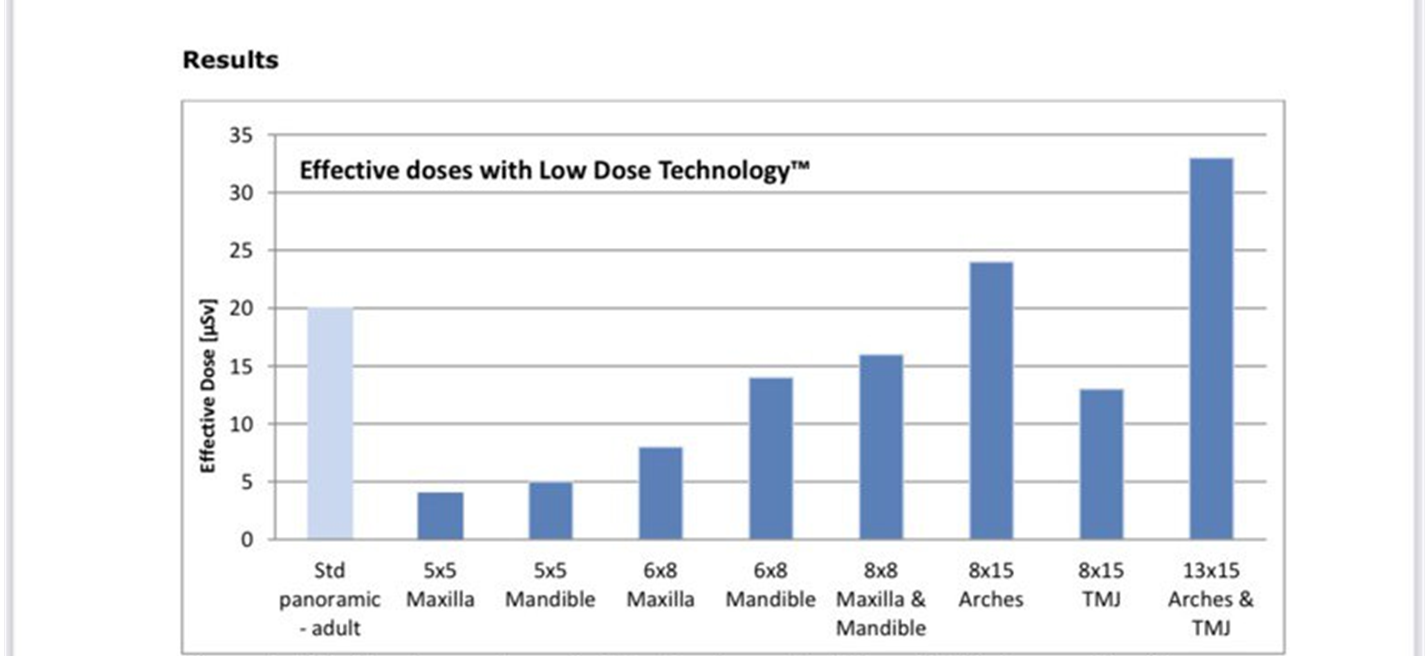 Results
Effective doses with Low Dose Technology™
Effective Dose [µSv]
35
30
25
20
15
10
5
0
Std panoramic - adult
5x5 Maxilla
5x5 Mandible
6x8 Maxilla
6x8 Mandible
8x8 Maxilla & Mandible
8x15 Arches
8x15 TMJ
13x15 Arches & TMJ